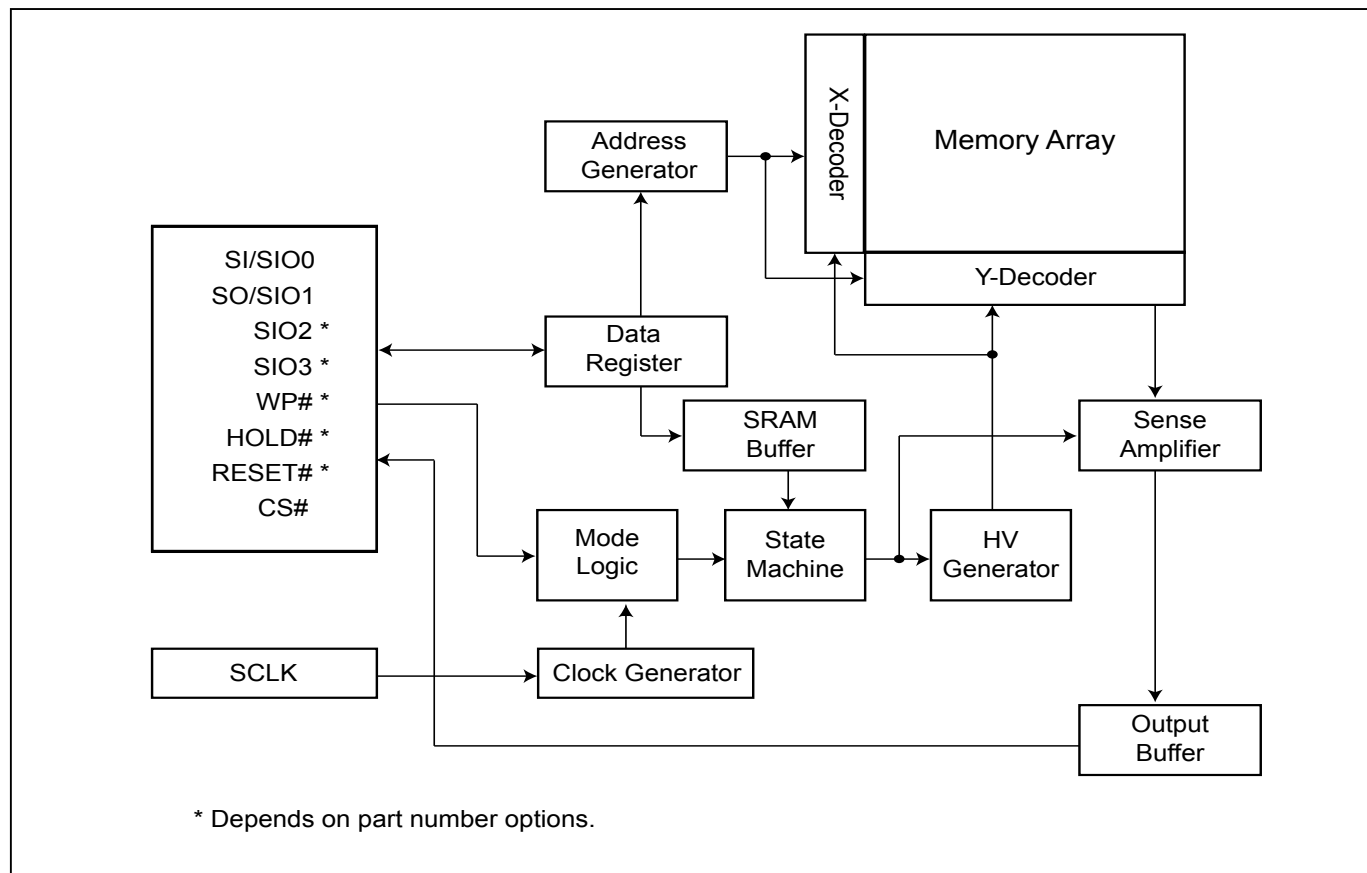 X-Decoder
Memory Array
Address
Generator
SI/SIO0
SO/SIO1
SIO2 *
SIO3 *
WP# *
HOLD# *
RESET# *
CS#
Y-Decoder
Data
Register
SRAM
Buffer
Sense
Amplifier
Mode
Logic
State
Machine
HV
Generator
SCLK
Clock Generator
Output
Buffer
* Depends on part number options.